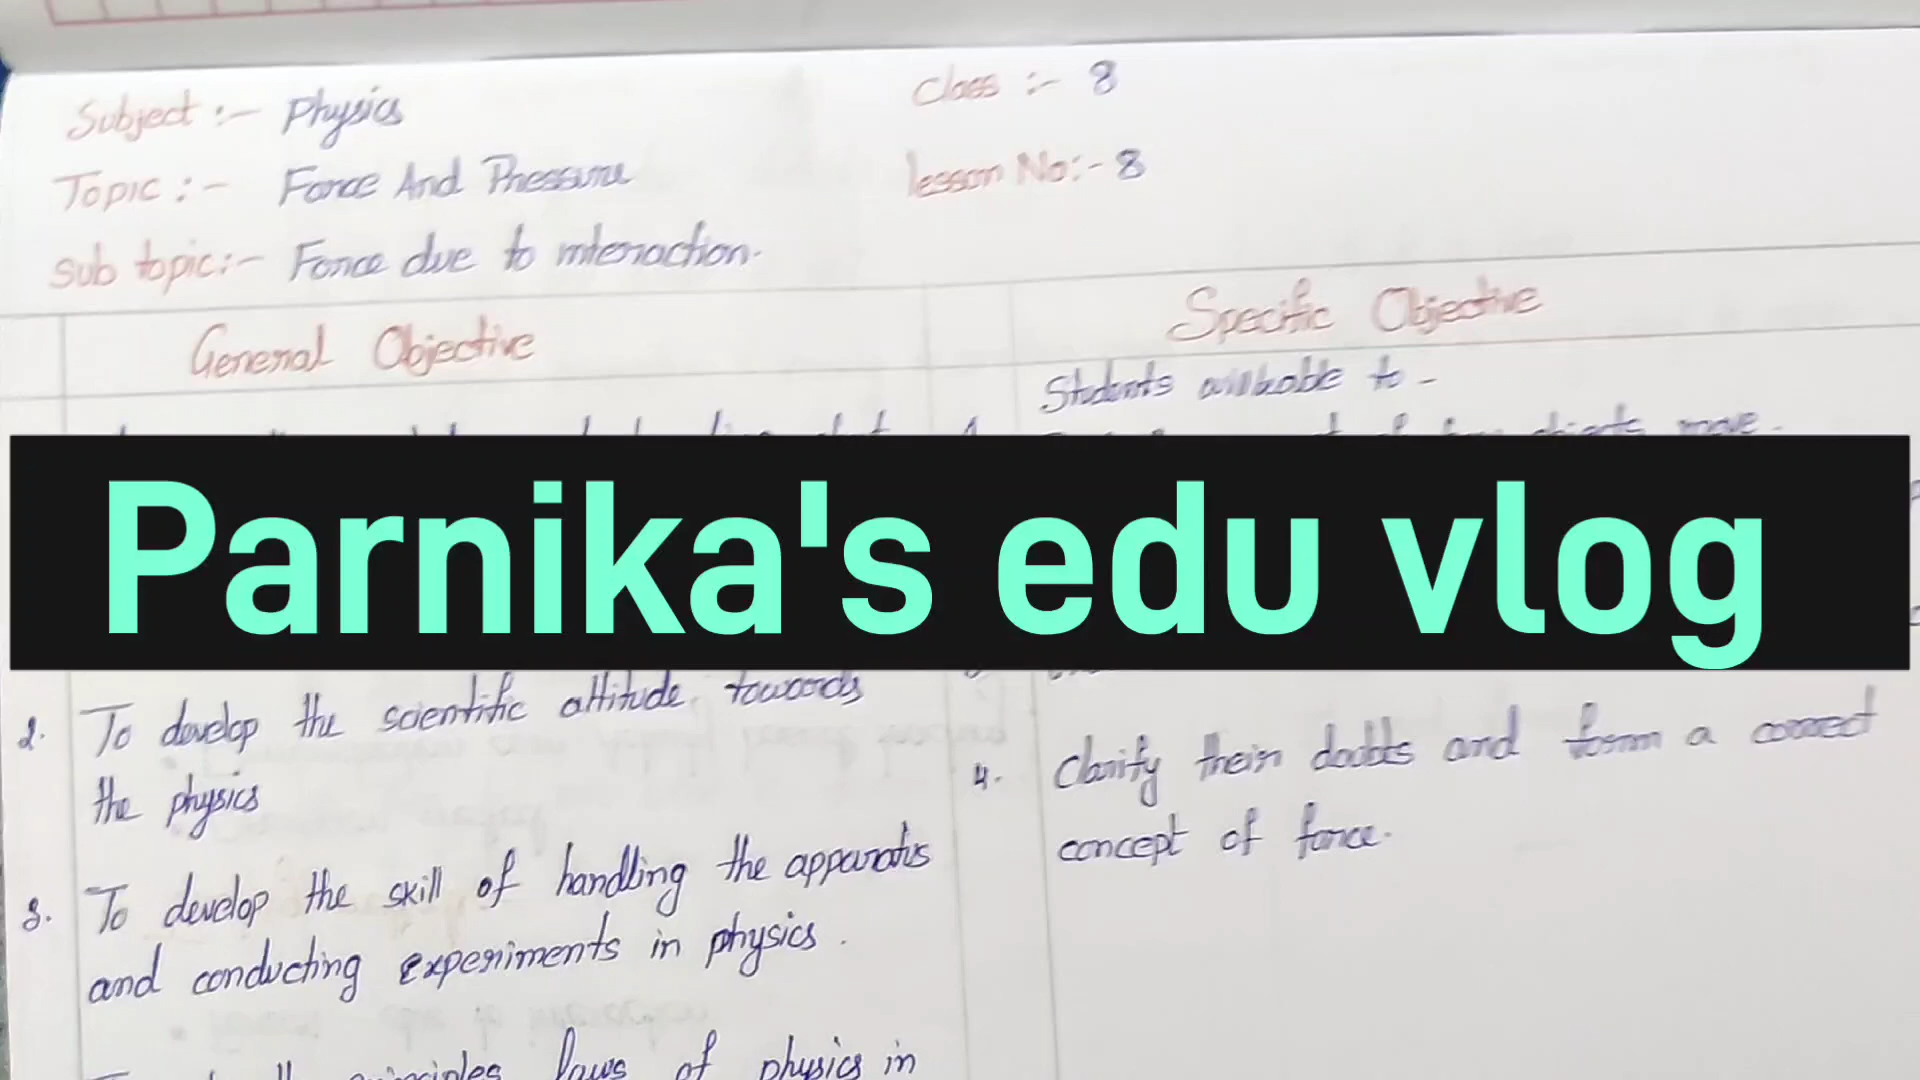 Subject :- Physics
Class :- 8
Topic :- Force And Pressure
lesson No:- 8
Sub topic:- Force due to interaction.
General Objective
Specific Objective
Students will be able to -
objects move.
Parnika's edu vlog
2. To develop the scientific attitude towards
the physics
3. To develop the skill of handling the apparatus
and conducting experiments in physics.
4. Clarify their doubts and form a correct
concept of force.
principles laws of physics in